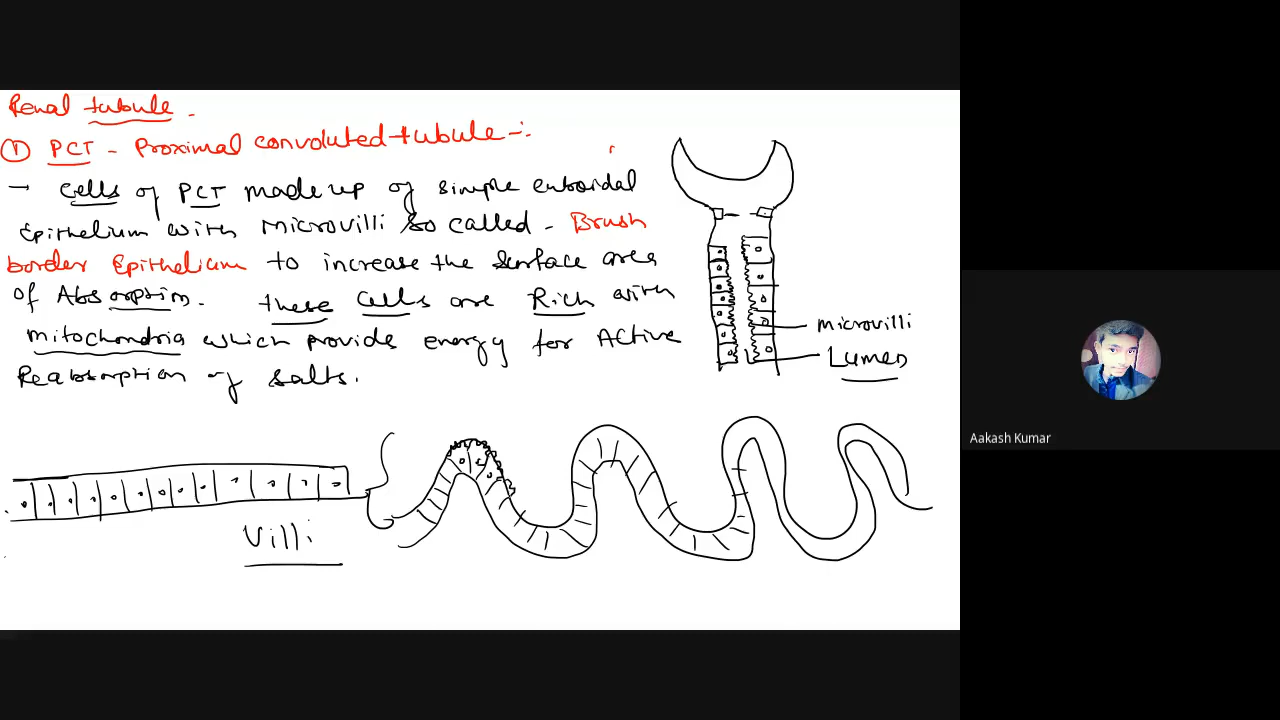 Renal tubule -
① PCT - Proximal convoluted tubule -:
→ Cells of PCT made up of simple cuboidal
Epithelium with Microvilli so called - Brush
border Epithelium to increase the surface area
of Absorption. These cells are Rich with
mitochondria which provides energy for Active
Reabsorption of salts.
Microvilli
Lumen
Villi
Aakash Kumar